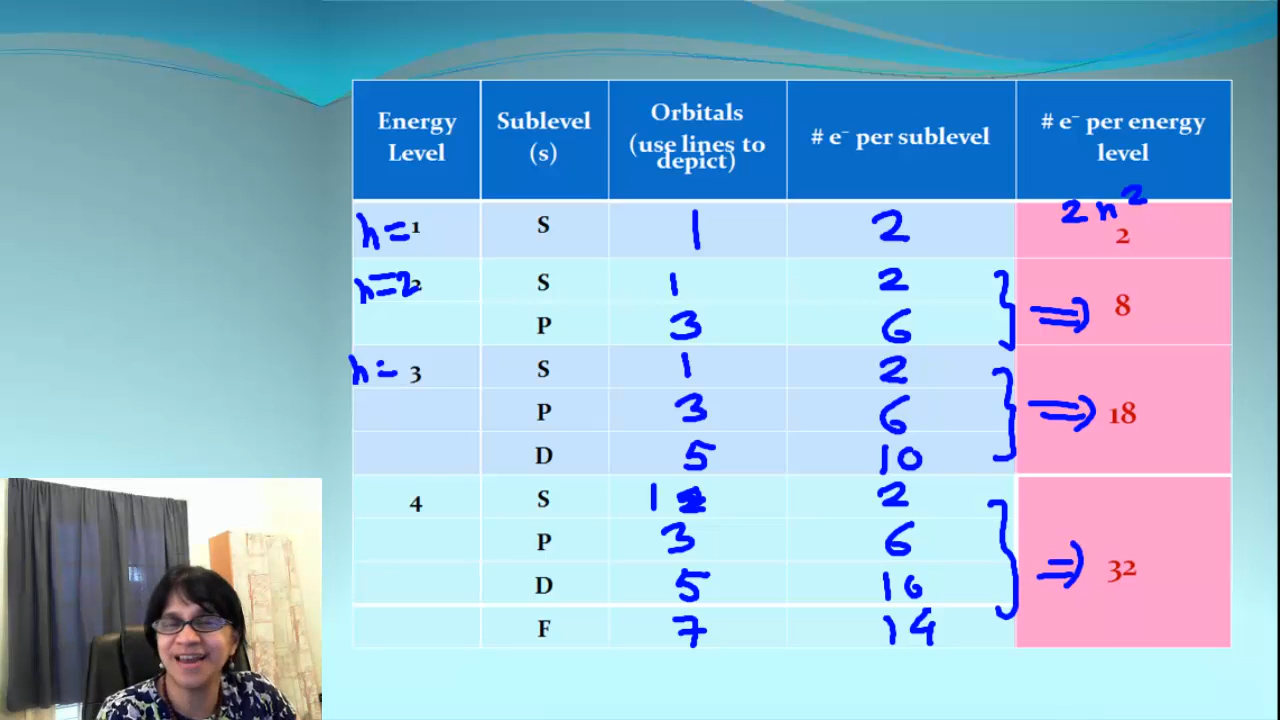 Energy Level Sublevel (s) Orbitals (use lines to depict) # e⁻ per sublevel # e⁻ per energy level
2n²
n=1 S 1 2 2
n=2 2 S 1 2 ⇒ 8
P 3 6
n=3 S 1 2 ⇒ 18
P 3 6
D 5 10
4 S 1 2 ⇒ 32
P 3 6
D 5 10
F 7 14